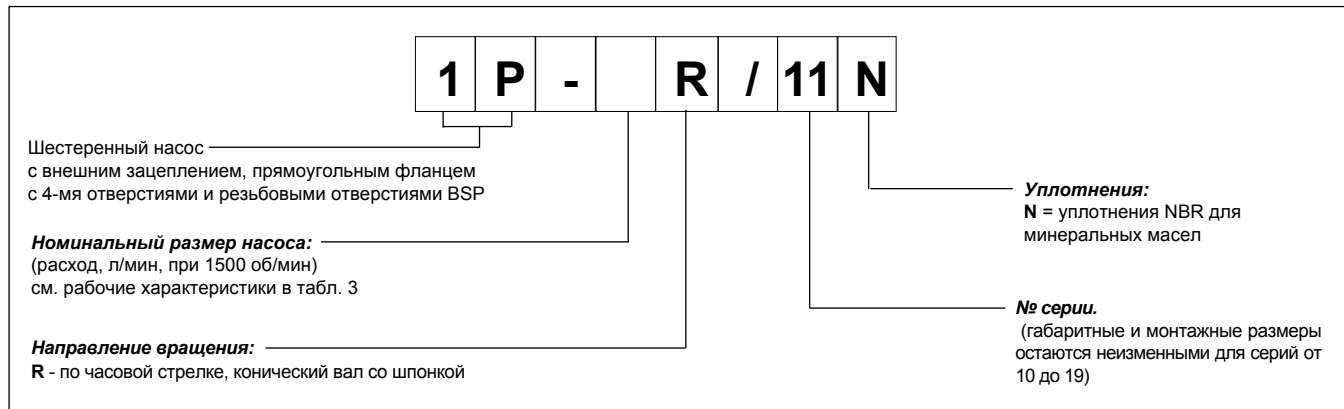 1 P - R / 11 N
Шестеренный насос
с внешним зацеплением, прямоугольным фланцем
с 4-мя отверстиями и резьбовыми отверстиями BSP
Номинальный размер насоса:
(расход, л/мин, при 1500 об/мин)
см. рабочие характеристики в табл. 3
Направление вращения:
R - по часовой стрелке, конический вал со шпонкой
Уплотнения:
N = уплотнения NBR для
минеральных масел
№ серии.
(габаритные и монтажные размеры
остаются неизменными для серий от
10 до 19)